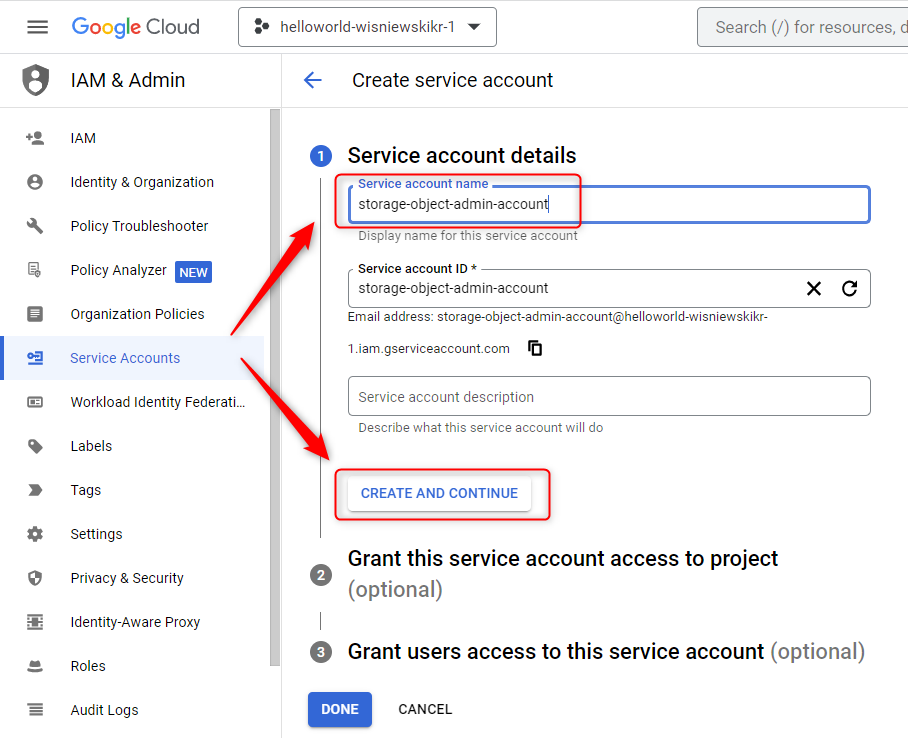 Google Cloud
helloworld-wisniewskikr-1
Search (/) for resources, d
IAM & Admin
Create service account
IAM
Identity & Organization
Policy Troubleshooter
Policy Analyzer NEW
Organization Policies
Service Accounts
Workload Identity Federati...
Labels
Tags
Settings
Privacy & Security
Identity-Aware Proxy
Roles
Audit Logs
1 Service account details
Service account name
storage-object-admin-account
Display name for this service account
Service account ID *
storage-object-admin-account
Email address: storage-object-admin-account@helloworld-wisniewskikr-
1.iam.gserviceaccount.com
Service account description
Describe what this service account will do
CREATE AND CONTINUE
2 Grant this service account access to project
(optional)
3 Grant users access to this service account (optional)
DONE CANCEL